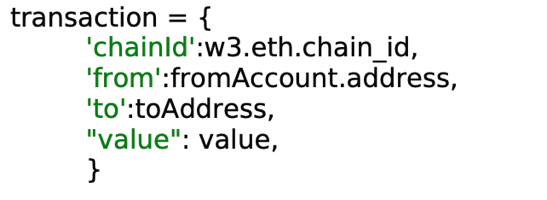 transaction = {
'chainId':w3.eth.chain_id,
'from':fromAccount.address,
'to':toAddress,
"value": value,
}